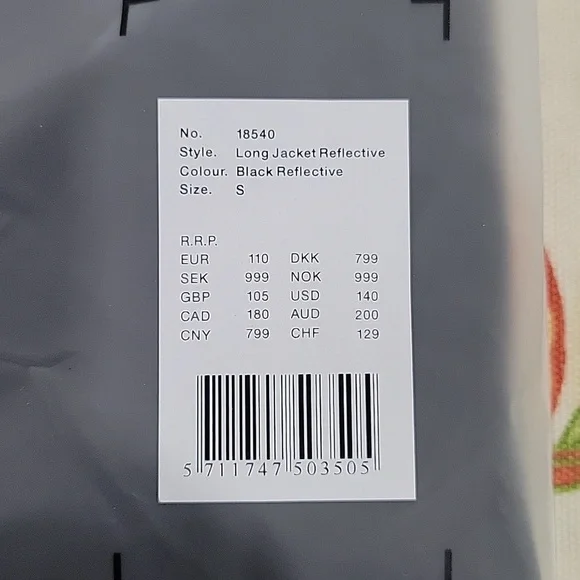 No. 18540
Style. Long Jacket Reflective
Colour. Black Reflective
Size. S
R.R.P.
EUR 110 DKK 799
SEK 999 NOK 999
GBP 105 USD 140
CAD 180 AUD 200
CNY 799 CHF 129
5 711747 503505